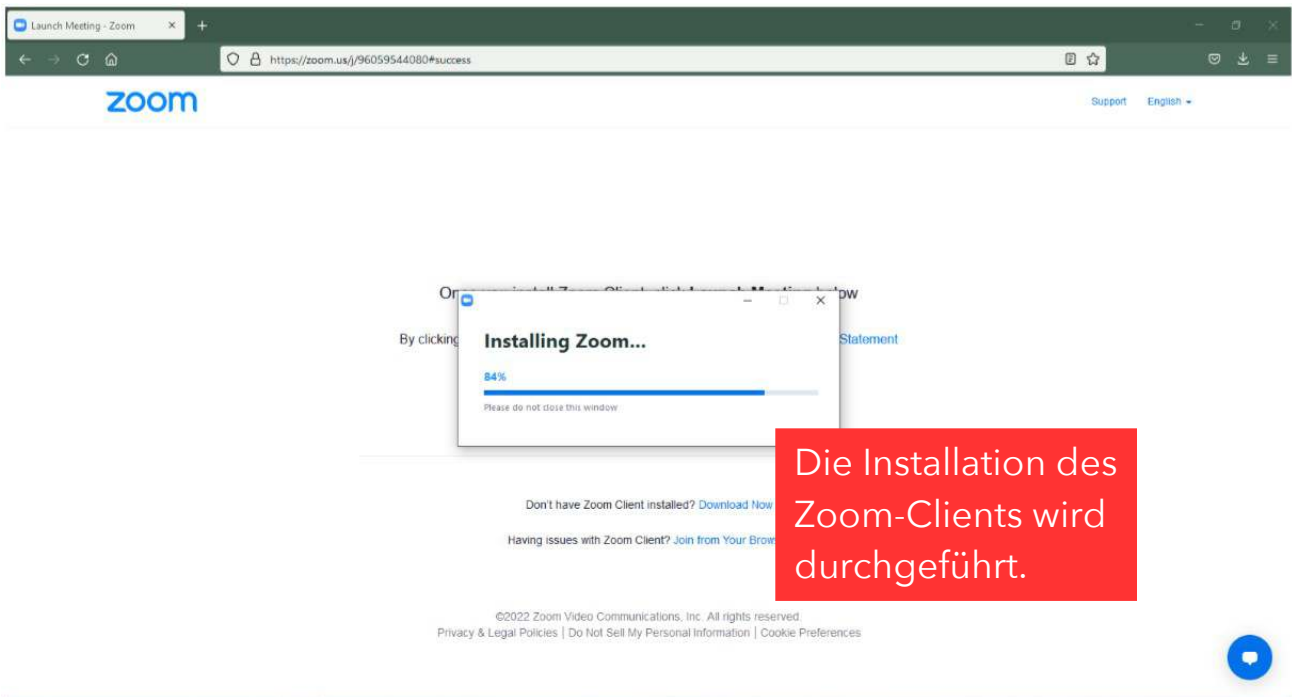 Launch Meeting - Zoom
https://zoom.us/j/96059544080#success
zoom
Support English
below
By clicking Statement
Installing Zoom...
84%
Please do not close this window
Die Installation des
Zoom-Clients wird
durchgeführt.
Don't have Zoom Client installed? Download Now
Having issues with Zoom Client? Join from Your
©2022 Zoom Video Communications, Inc. All rights reserved.
Privacy & Legal Policies | Do Not Sell My Personal Information | Cookie Preferences